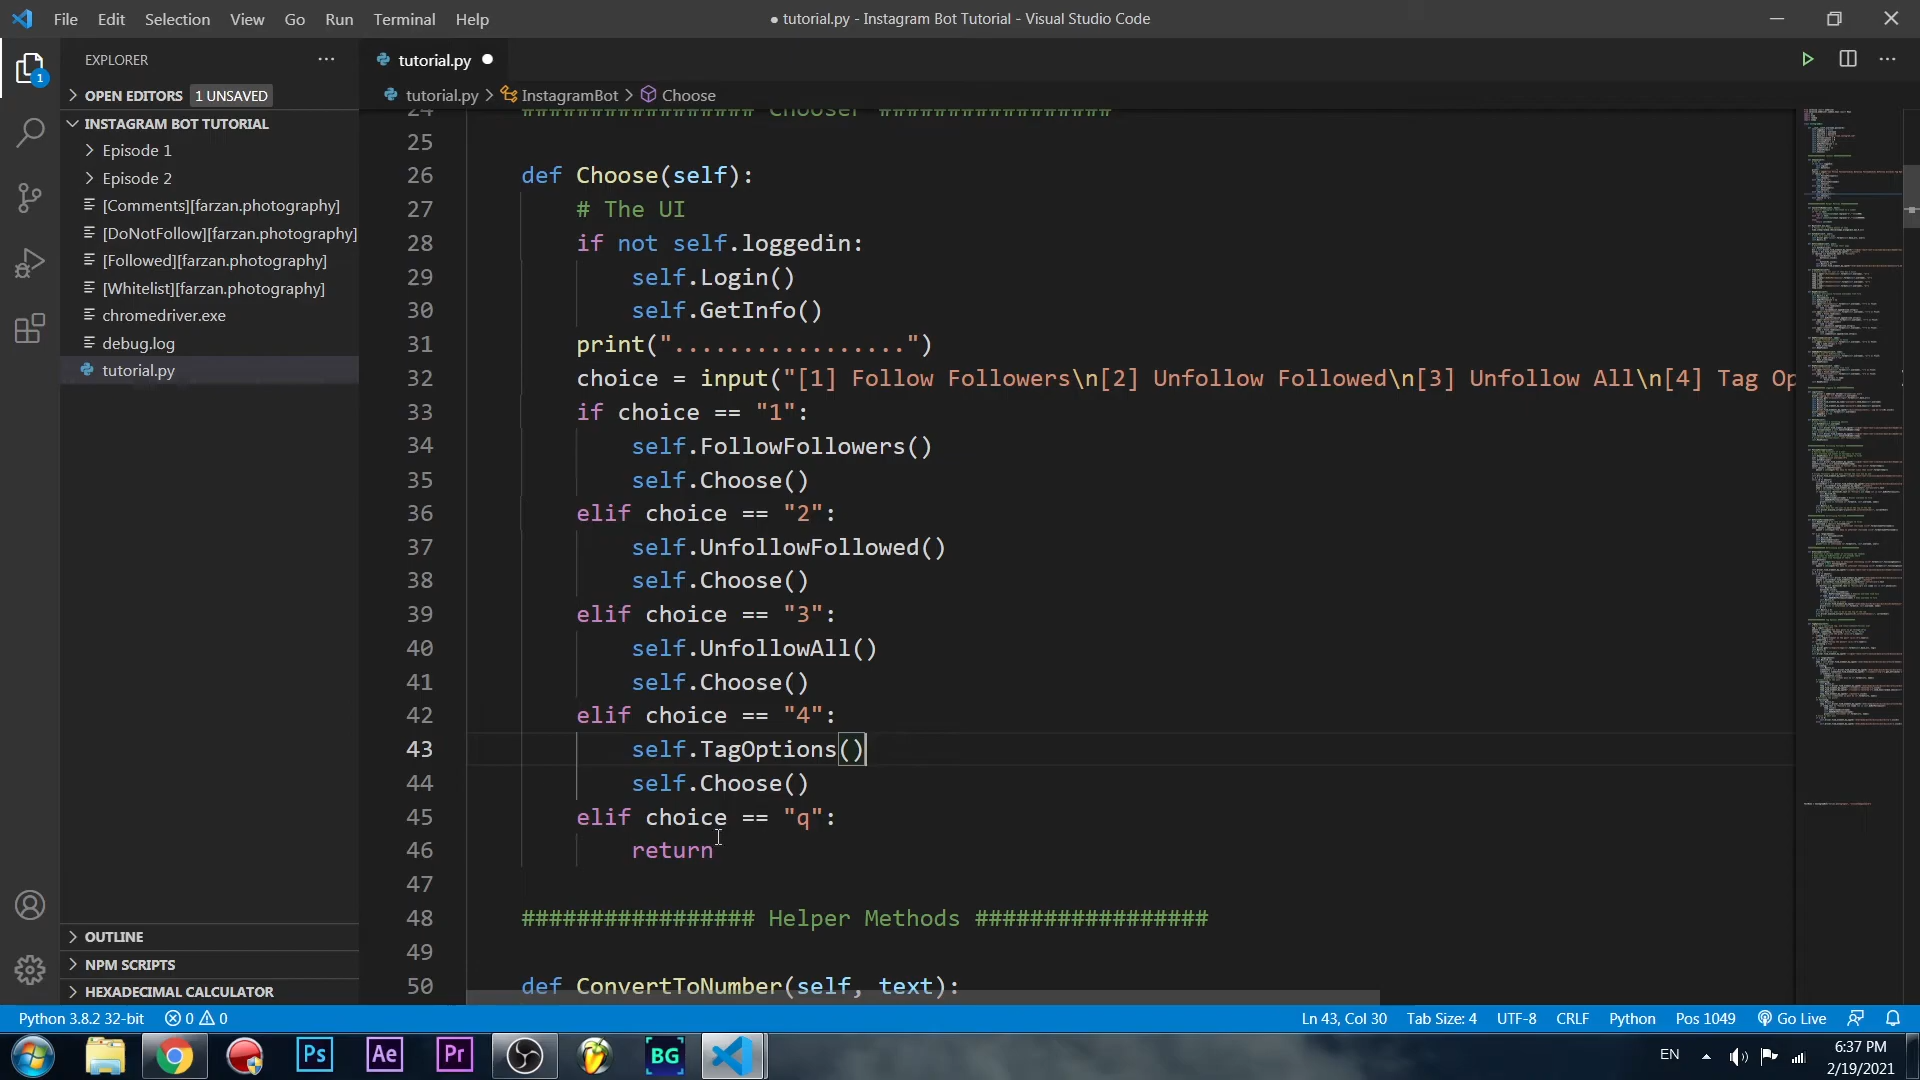 File Edit Selection View Go Run Terminal Help
● tutorial.py - Instagram Bot Tutorial - Visual Studio Code
EXPLORER
OPEN EDITORS 1 UNSAVED
INSTAGRAM BOT TUTORIAL
Episode 1
Episode 2
[Comments][farzan.photography]
[DoNotFollow][farzan.photography]
[Followed][farzan.photography]
[Whitelist][farzan.photography]
chromedriver.exe
debug.log
tutorial.py
OUTLINE
NPM SCRIPTS
HEXADECIMAL CALCULATOR
1
tutorial.py
tutorial.py > InstagramBot > Choose
24 ################# Chooser #################
25
26 def Choose(self):
27 # The UI
28 if not self.loggedin:
29 self.Login()
30 self.GetInfo()
31 print(".................")
32 choice = input("[1] Follow Followers\n[2] Unfollow Followed\n[3] Unfollow All\n[4] Tag Op
33 if choice == "1":
34 self.FollowFollowers()
35 self.Choose()
36 elif choice == "2":
37 self.UnfollowFollowed()
38 self.Choose()
39 elif choice == "3":
40 self.UnfollowAll()
41 self.Choose()
42 elif choice == "4":
43 self.TagOptions()
44 self.Choose()
45 elif choice == "q":
46 return
47
48 ################# Helper Methods #################
49
50 def ConvertToNumber(self, text):
Python 3.8.2 32-bit 0 0 Ln 43, Col 30 Tab Size: 4 UTF-8 CRLF Python Pos 1049 Go Live
Ps Ae Pr BG EN 6:37 PM
2/19/2021